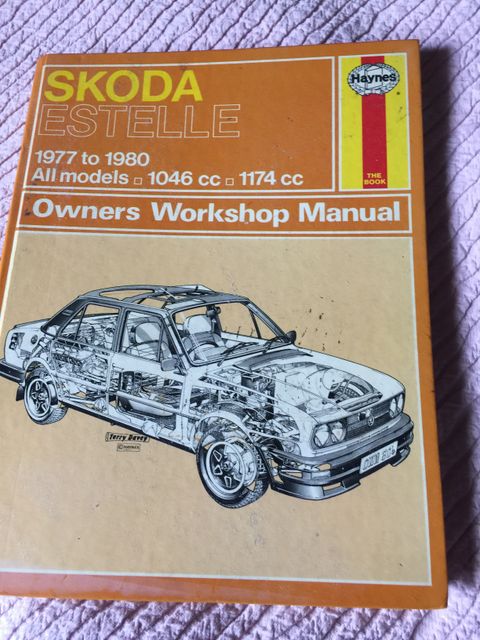 SKODA
ESTELLE
1977 to 1980
All models □ 1046 cc □ 1174 cc
Haynes
THE
BOOK
Owners Workshop Manual
Terry Davey